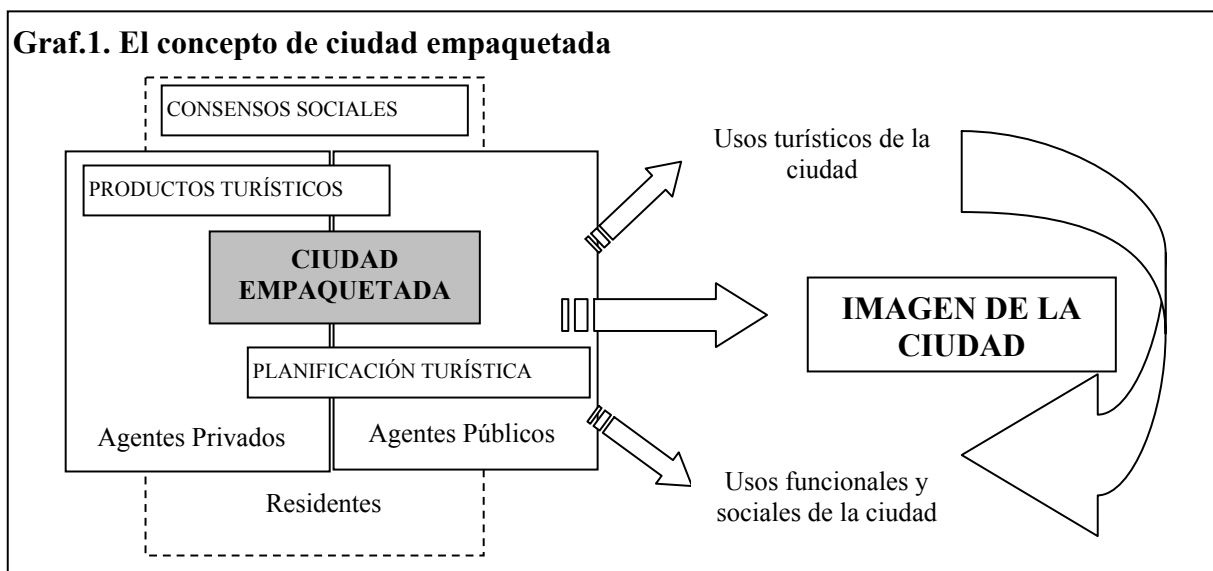 Graf.1. El concepto de ciudad empaquetada
CONSENSOS SOCIALES
PRODUCTOS TURÍSTICOS
CIUDAD
EMPAQUETADA
PLANIFICACIÓN TURÍSTICA
Agentes Privados
Agentes Públicos
Residentes
Usos turísticos de la
ciudad
IMAGEN DE LA
CIUDAD
Usos funcionales y
sociales de la ciudad